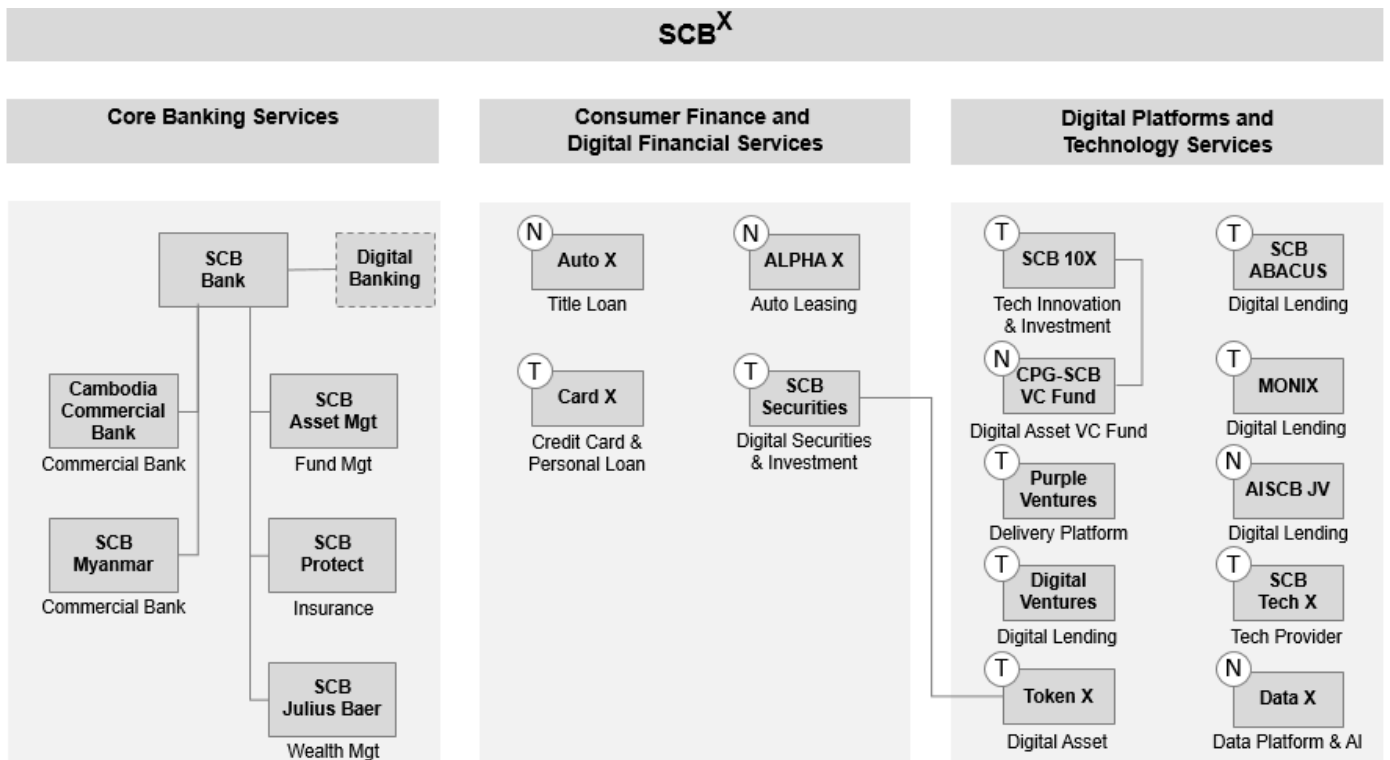 SCB X
Core Banking Services
Consumer Finance and
Digital Financial Services
Digital Platforms and
Technology Services
SCB
Bank
Digital
Banking
Cambodia
Commercial
Bank
Commercial Bank
SCB
Asset Mgt
Fund Mgt
SCB
Myanmar
Commercial Bank
SCB
Protect
Insurance
SCB
Julius Baer
Wealth Mgt
N
Auto X
Title Loan
N
ALPHA X
Auto Leasing
T
Card X
Credit Card &
Personal Loan
T
SCB
Securities
Digital Securities
& Investment
T
SCB 10X
Tech Innovation
& Investment
T
SCB
ABACUS
Digital Lending
N
CPG-SCB
VC Fund
Digital Asset VC Fund
T
MONIX
Digital Lending
T
Purple
Ventures
Delivery Platform
N
AISCB JV
Digital Lending
T
Digital
Ventures
Digital Lending
T
SCB
Tech X
Tech Provider
T
Token X
Digital Asset
N
Data X
Data Platform & AI